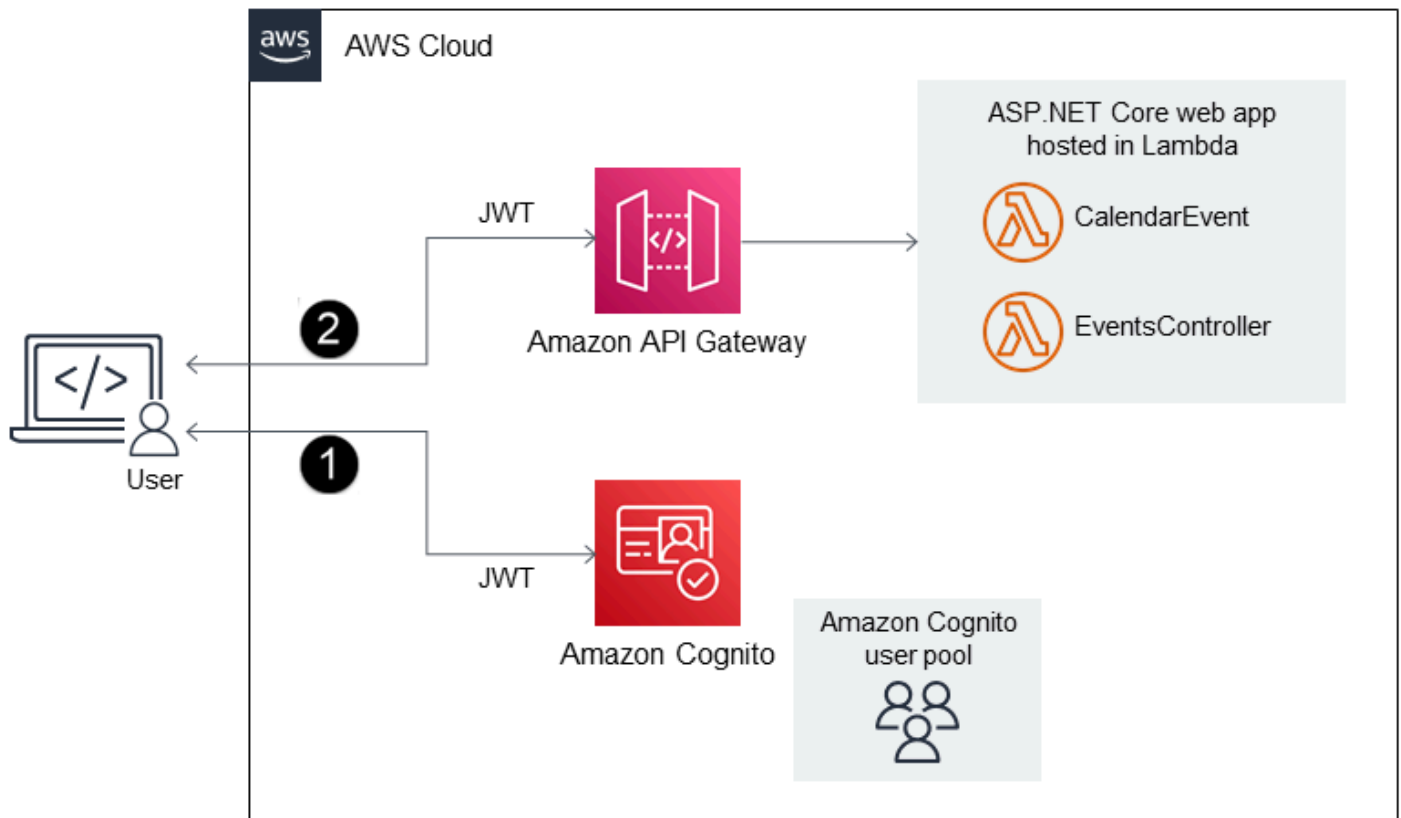 aws
AWS Cloud
ASP.NET Core web app
hosted in Lambda
CalendarEvent
EventsController
JWT
</>
Amazon API Gateway
2
</>
User
1
JWT
Amazon Cognito
Amazon Cognito
user pool